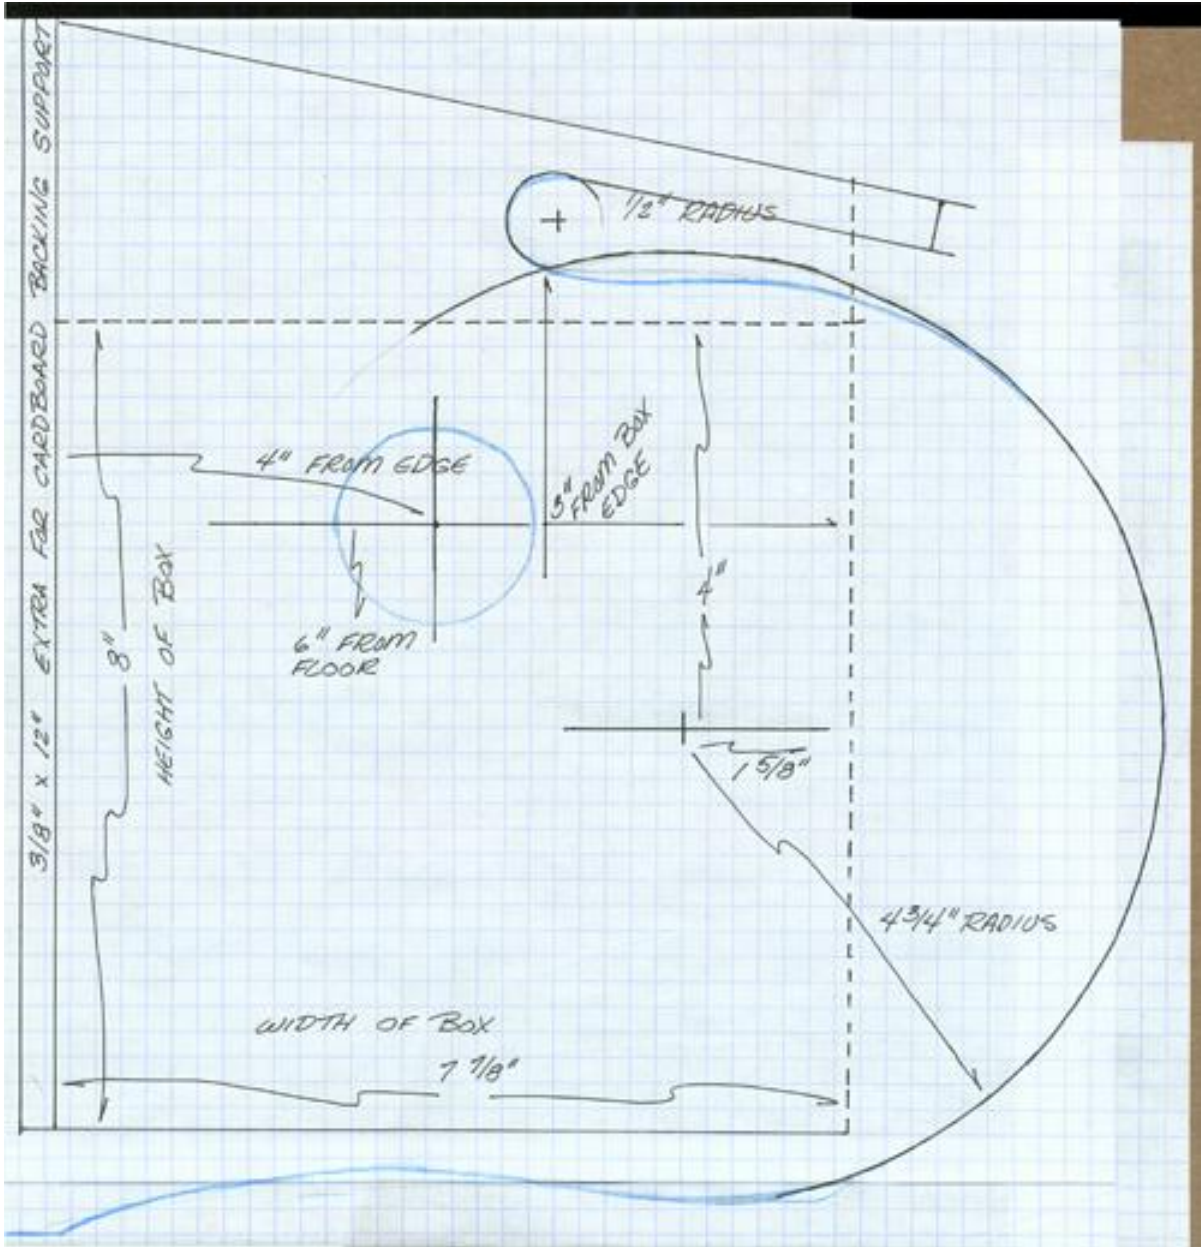 3/8" x 12" EXTRA FOR CARDBOARD BACKING SUPPORT
1/2" RADIUS
4" FROM EDGE
3"
FROM BOX
EDGE
4"
6" FROM
FLOOR
8"
HEIGHT OF BOX
1 5/8"
4 3/4" RADIUS
WIDTH OF BOX
7 7/8"